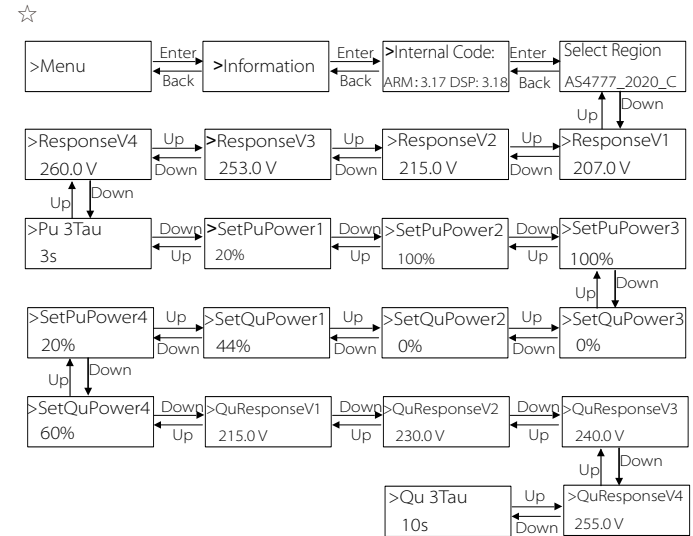 ☆
>Menu
Enter
Back
>Information
Enter
Back
>Internal Code:
ARM: 3.17 DSP: 3.18
Enter
Back
Select Region
AS4777_2020_C
Up
Down
>ResponseV4
260.0 V
Up
Down
>ResponseV3
253.0 V
Up
Down
>ResponseV2
215.0 V
Up
Down
>ResponseV1
207.0 V
Up
Down
>Pu 3Tau
3s
Down
Up
>SetPuPower1
20%
Down
Up
>SetPuPower2
100%
Down
Up
>SetPuPower3
100%
Up
Down
>SetPuPower4
20%
Up
Down
>SetQuPower1
44%
Up
Down
>SetQuPower2
0%
Up
Down
>SetQuPower3
0%
Up
Down
>SetQuPower4
60%
Down
Up
>QuResponseV1
215.0 V
Down
Up
>QuResponseV2
230.0 V
Down
Up
>QuResponseV3
240.0 V
Up
Down
>Qu 3Tau
10s
Up
Down
>QuResponseV4
255.0 V